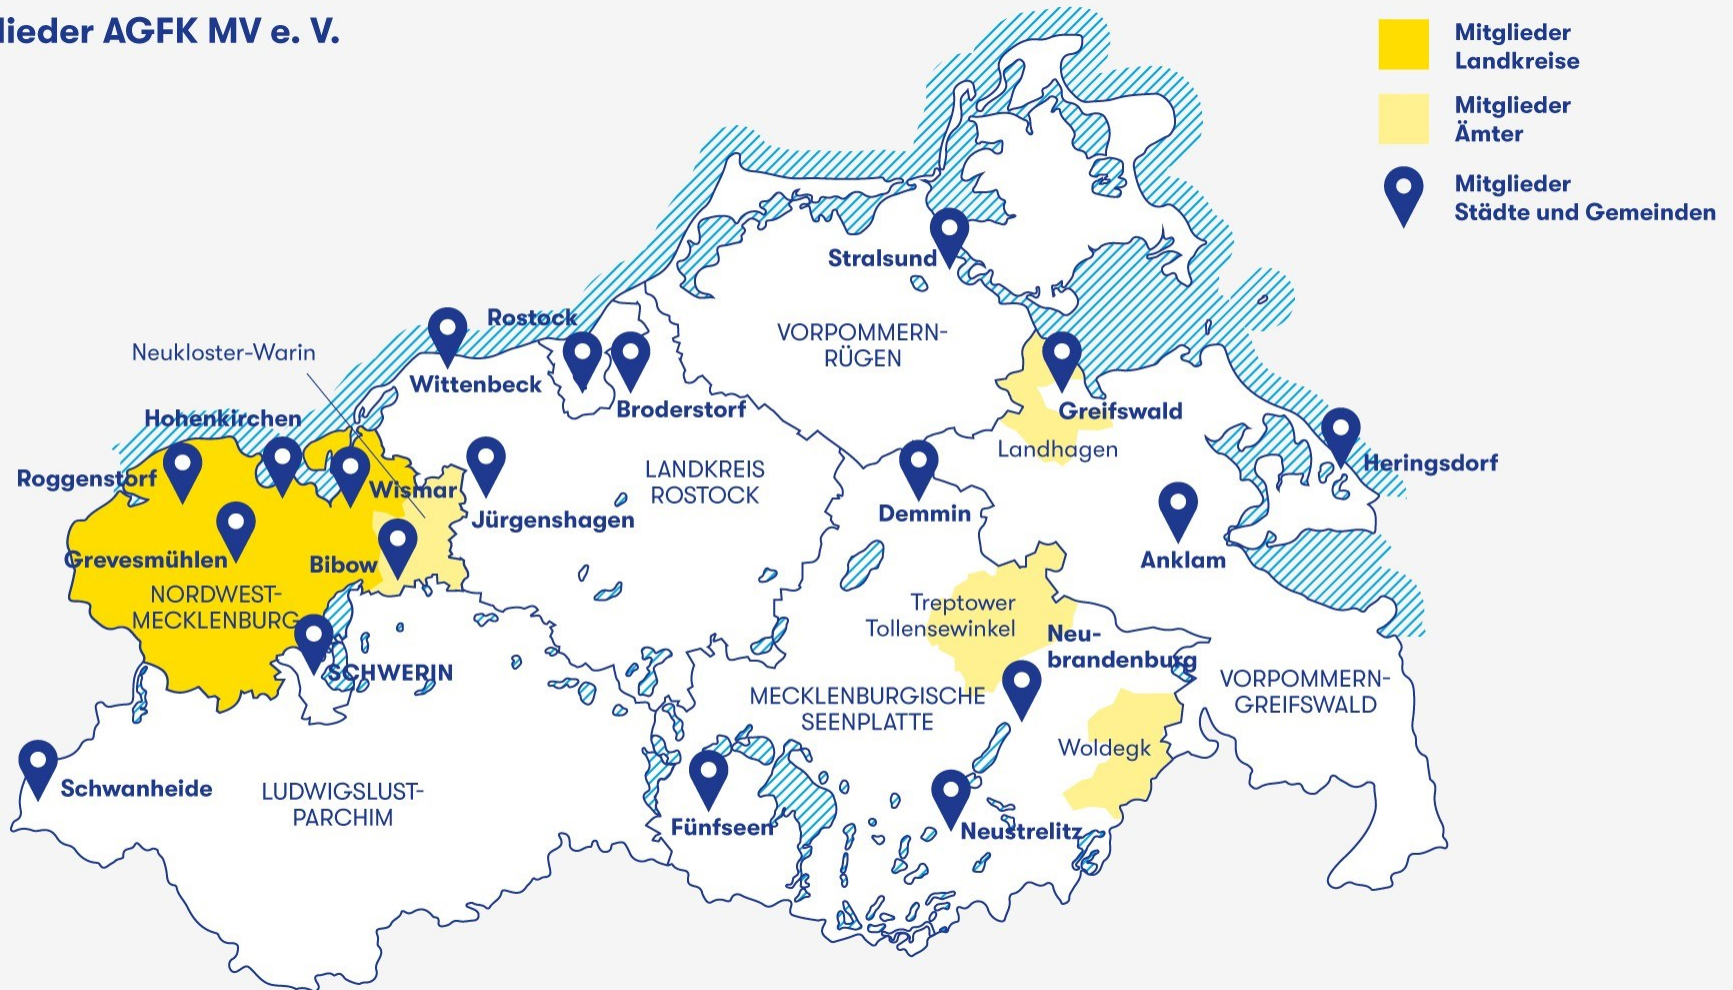 lieder AGFK MV e. V.
Mitglieder
Landkreise
Mitglieder
Ämter
Mitglieder
Städte und Gemeinden
Stralsund
Rostock
VORPOMMERN-
RÜGEN
Neukloster-Warin
Wittenbeck
Broderstorf
Greifswald
Hohenkirchen
Landhagen
Roggenstorf
Wismar
LANDKREIS
ROSTOCK
Heringsdorf
Jürgenshagen
Demmin
Grevesmühlen
Bibow
Anklam
NORDWEST-
MECKLENBURG
Treptower
Tollensewinkel
Neu-
brandenburg
SCHWERIN
MECKLENBURGISCHE
SEENPLATTE
VORPOMMERN-
GREIFSWALD
Woldegk
Schwanheide
LUDWIGSLUST-
PARCHIM
Fünfseen
Neustrelitz